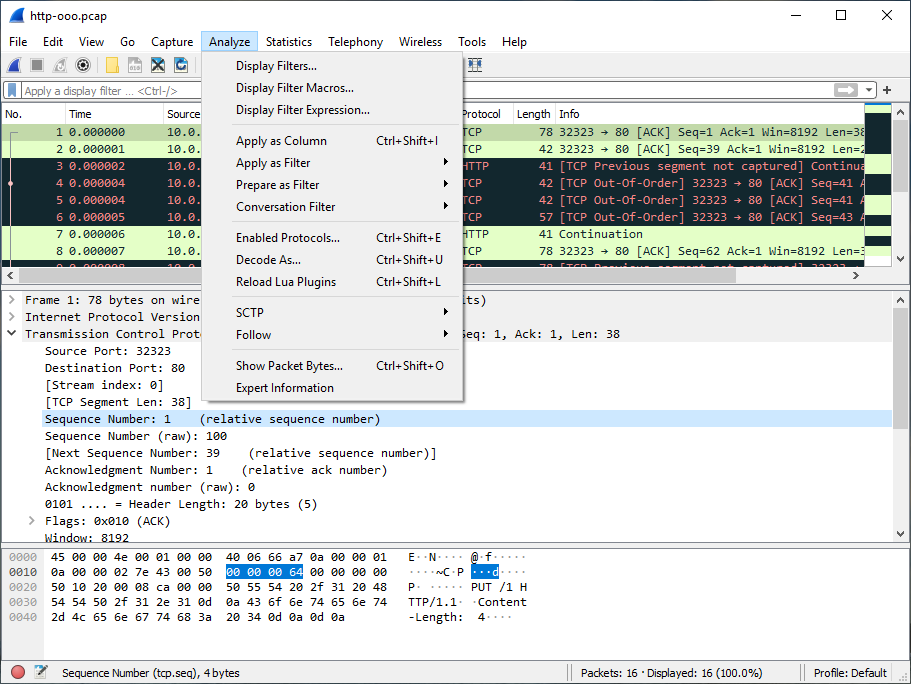 http-ooo.pcap
File Edit View Go Capture Analyze Statistics Telephony Wireless Tools Help
Apply a display filter ... <Ctrl-/>
No. Time Source Protocol Length Info
1 0.000000 10.0. TCP 78 32323 → 80 [ACK] Seq=1 Ack=1 Win=8192 Len=38
2 0.000001 10.0. TCP 42 32323 → 80 [ACK] Seq=39 Ack=1 Win=8192 Len=2
3 0.000002 10.0. HTTP 41 [TCP Previous segment not captured] Continua
4 0.000004 10.0. TCP 42 [TCP Out-Of-Order] 32323 → 80 [ACK] Seq=41 A
5 0.000004 10.0. TCP 42 [TCP Out-Of-Order] 32323 → 80 [ACK] Seq=41 A
6 0.000005 10.0. TCP 57 [TCP Out-Of-Order] 32323 → 80 [ACK] Seq=43 A
7 0.000006 10.0. HTTP 41 Continuation
8 0.000007 10.0. TCP 78 32323 → 80 [ACK] Seq=62 Ack=1 Win=8192 Len=3
Display Filters...
Display Filter Macros...
Display Filter Expression...
Apply as Column Ctrl+Shift+I
Apply as Filter
Prepare as Filter
Conversation Filter
Enabled Protocols... Ctrl+Shift+E
Decode As... Ctrl+Shift+U
Reload Lua Plugins Ctrl+Shift+L
SCTP
Follow
Show Packet Bytes... Ctrl+Shift+O
Expert Information
Frame 1: 78 bytes on wire its)
Internet Protocol Version
Transmission Control Prot Seq: 1, Ack: 1, Len: 38
Source Port: 32323
Destination Port: 80
[Stream index: 0]
[TCP Segment Len: 38]
Sequence Number: 1 (relative sequence number)
Sequence Number (raw): 100
[Next Sequence Number: 39 (relative sequence number)]
Acknowledgment Number: 1 (relative ack number)
Acknowledgment number (raw): 0
0101 .... = Header Length: 20 bytes (5)
Flags: 0x010 (ACK)
Window: 8192
0000 45 00 00 4e 00 01 00 00 40 06 66 a7 0a 00 00 01 E··N···· @·f·····
0010 0a 00 00 02 7e 43 00 50 00 00 00 64 00 00 00 00 ····~C·P ···d····
0020 50 10 20 00 08 ca 00 00 50 55 54 20 2f 31 20 48 P· ····· PUT /1 H
0030 54 54 50 2f 31 2e 31 0d 0a 43 6f 6e 74 65 6e 74 TTP/1.1· ·Content
0040 2d 4c 65 6e 67 74 68 3a 20 34 0d 0a 0d 0a -Length: 4····
Sequence Number (tcp.seq), 4 bytes Packets: 16 · Displayed: 16 (100.0%) Profile: Default